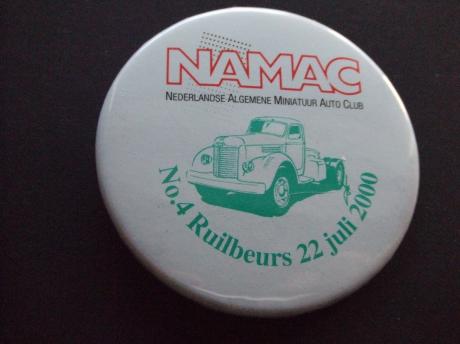 NAMAC
NEDERLANDSE ALGEMENE MINIATUUR AUTO CLUB
No.4 Ruilbeurs 22 juli 2000